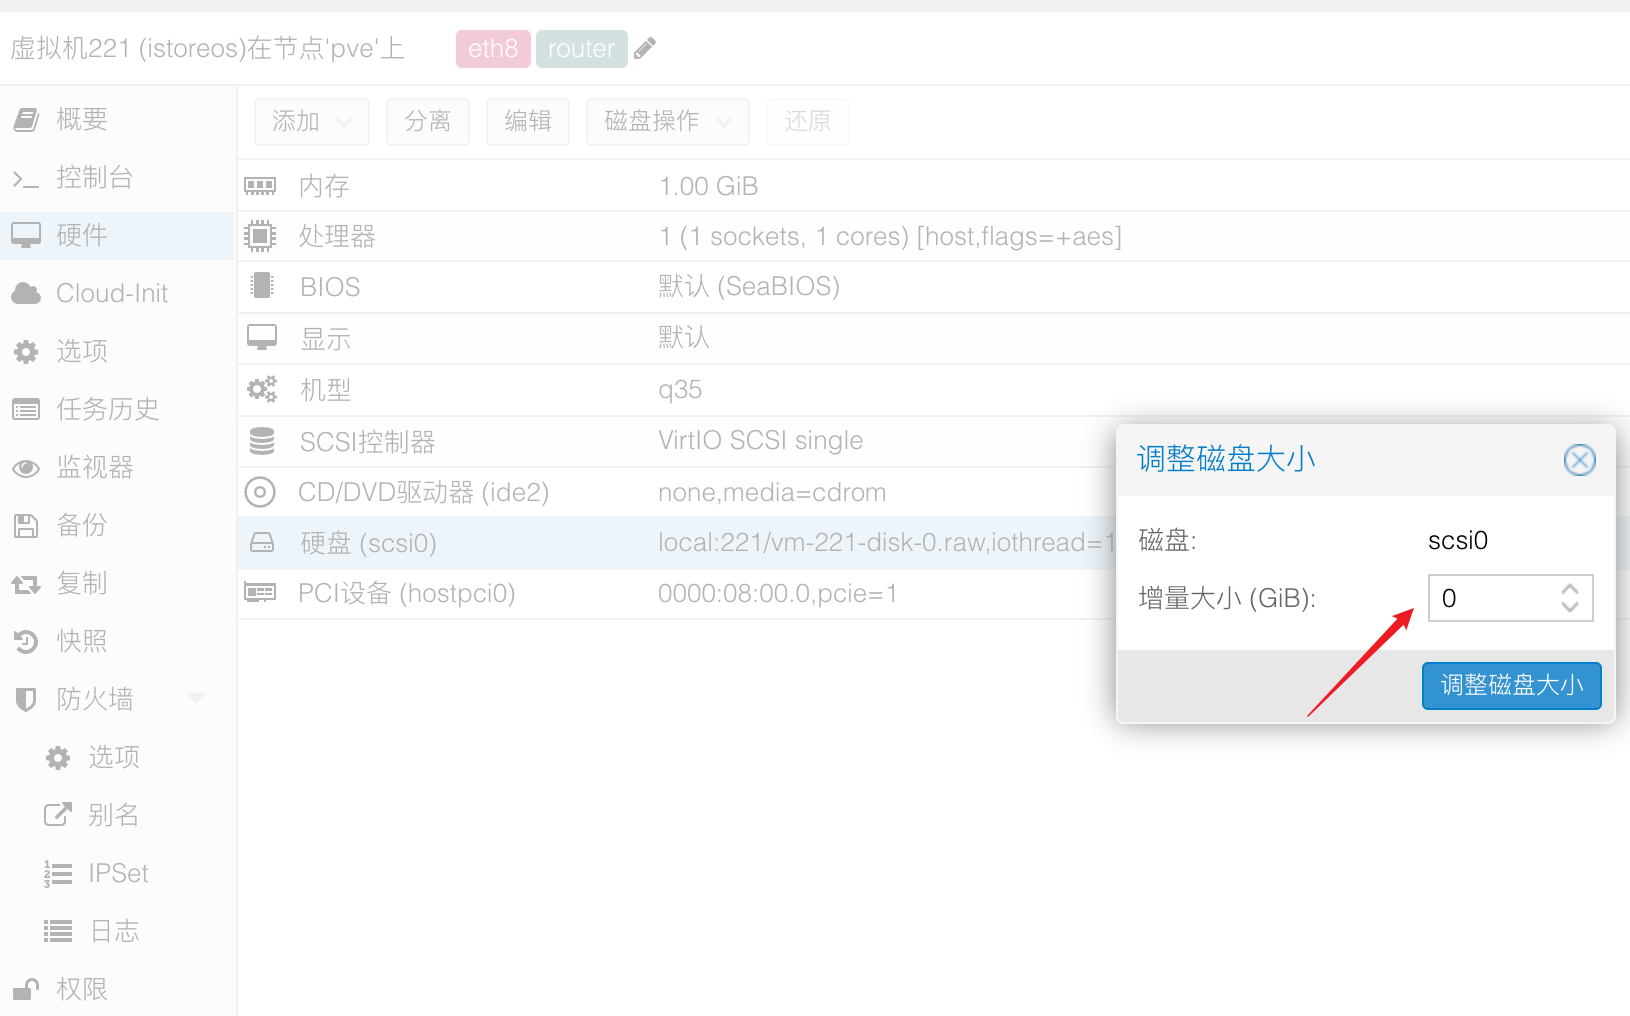 虚拟机221 (istoreos)在节点'pve'上 eth8 router
概要
控制台
硬件
Cloud-Init
选项
任务历史
监视器
备份
复制
快照
防火墙
选项
别名
IPSet
日志
权限
添加 分离 编辑 磁盘操作 还原
内存 1.00 GiB
处理器 1 (1 sockets, 1 cores) [host,flags=+aes]
BIOS 默认 (SeaBIOS)
显示 默认
机型 q35
SCSI控制器 VirtIO SCSI single
CD/DVD驱动器 (ide2) none,media=cdrom
硬盘 (scsi0) local:221/vm-221-disk-0.raw,iothread=1
PCI设备 (hostpci0) 0000:08:00.0,pcie=1
调整磁盘大小
磁盘: scsi0
增量大小 (GiB): 0
调整磁盘大小